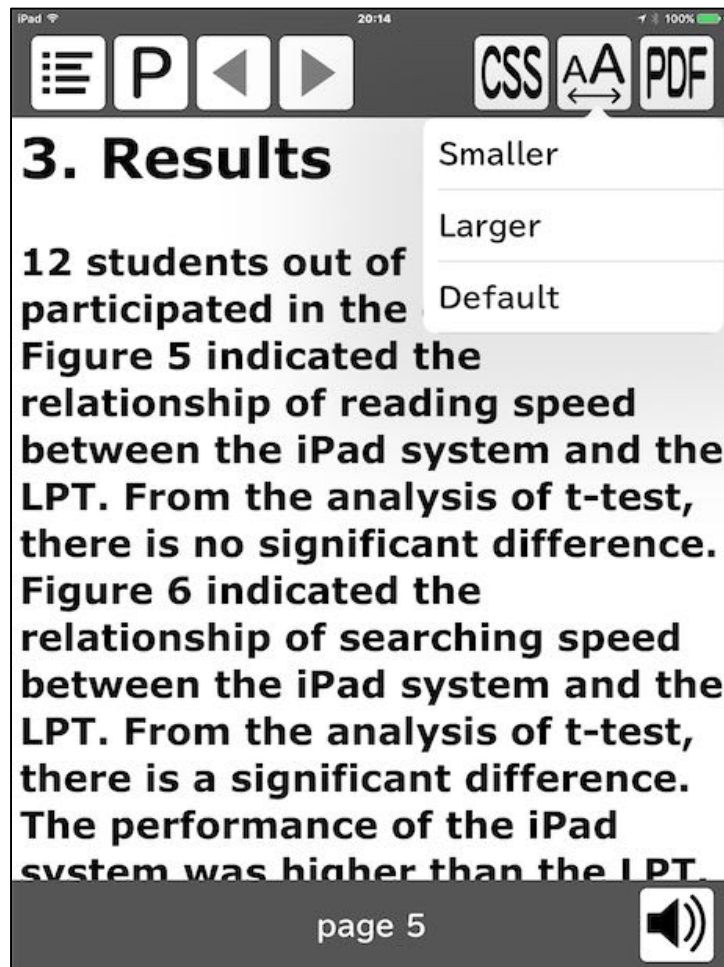 iPad 20:14 100%
P CSS AA PDF
Smaller
Larger
Default
3. Results
12 students out of
participated in the
Figure 5 indicated the
relationship of reading speed
between the iPad system and the
LPT. From the analysis of t-test,
there is no significant difference.
Figure 6 indicated the
relationship of searching speed
between the iPad system and the
LPT. From the analysis of t-test,
there is a significant difference.
The performance of the iPad
system was higher than the LPT.
page 5